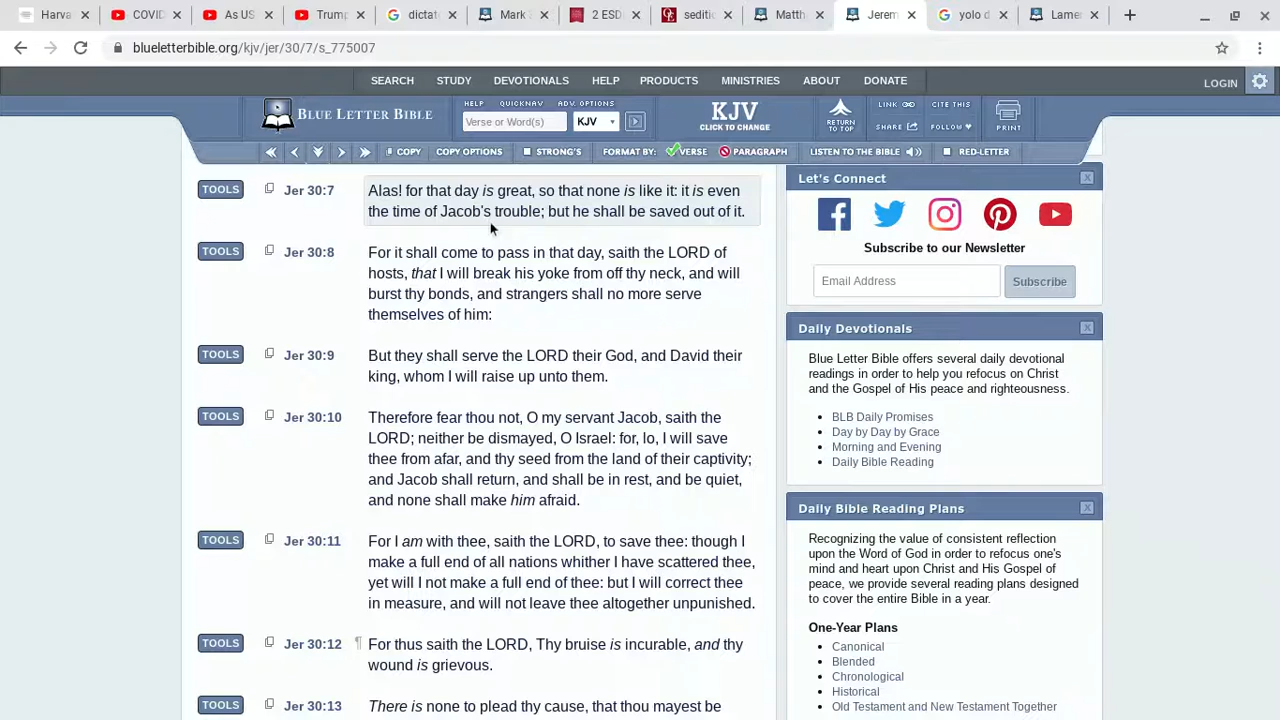 Harva
COVID
As US
Trump
dictate
Mark
2 ESD
seditio
Matth
Jerem
yolo d
Lamen
blueletterbible.org/kjv/jer/30/7/s_775007
SEARCH STUDY DEVOTIONALS HELP PRODUCTS MINISTRIES ABOUT DONATE
LOGIN
BLUE LETTER BIBLE
HELP QUICKNAV ADV. OPTIONS
Verse or Word(s)
KJV
KJV
CLICK TO CHANGE
RETURN
TO TOP
LINK
CITE THIS
SHARE
FOLLOW
PRINT
COPY COPY OPTIONS STRONG'S FORMAT BY: VERSE PARAGRAPH LISTEN TO THE BIBLE RED-LETTER
TOOLS Jer 30:7 Alas! for that day is great, so that none is like it: it is even
the time of Jacob's trouble; but he shall be saved out of it.
TOOLS Jer 30:8 For it shall come to pass in that day, saith the LORD of
hosts, that I will break his yoke from off thy neck, and will
burst thy bonds, and strangers shall no more serve
themselves of him:
TOOLS Jer 30:9 But they shall serve the LORD their God, and David their
king, whom I will raise up unto them.
TOOLS Jer 30:10 Therefore fear thou not, O my servant Jacob, saith the
LORD; neither be dismayed, O Israel: for, lo, I will save
thee from afar, and thy seed from the land of their captivity;
and Jacob shall return, and shall be in rest, and be quiet,
and none shall make him afraid.
TOOLS Jer 30:11 For I am with thee, saith the LORD, to save thee: though I
make a full end of all nations whither I have scattered thee,
yet will I not make a full end of thee: but I will correct thee
in measure, and will not leave thee altogether unpunished.
TOOLS Jer 30:12 ¶ For thus saith the LORD, Thy bruise is incurable, and thy
wound is grievous.
TOOLS Jer 30:13 There is none to plead thy cause, that thou mayest be
Let's Connect
Subscribe to our Newsletter
Email Address
Subscribe
Daily Devotionals
Blue Letter Bible offers several daily devotional
readings in order to help you refocus on Christ
and the Gospel of His peace and righteousness.
BLB Daily Promises
Day by Day by Grace
Morning and Evening
Daily Bible Reading
Daily Bible Reading Plans
Recognizing the value of consistent reflection
upon the Word of God in order to refocus one's
mind and heart upon Christ and His Gospel of
peace, we provide several reading plans designed
to cover the entire Bible in a year.
One-Year Plans
Canonical
Blended
Chronological
Historical
Old Testament and New Testament Together